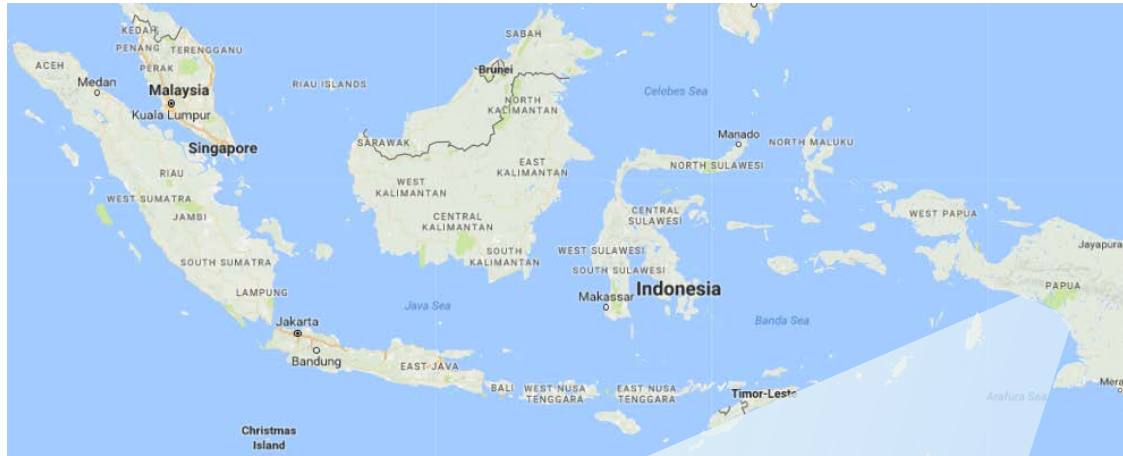 KEDAH
PENANG
TERENGGANU
PERAK
ACEH
Medan
Malaysia
Kuala Lumpur
RIAU ISLANDS
SABAH
Brunei
NORTH
KALIMANTAN
Celebes Sea
Manado
NORTH SULAWESI
NORTH MALUKU
SARAWAK
Singapore
RIAU
EAST
KALIMANTAN
WEST
KALIMANTAN
WEST SUMATRA
JAMBI
CENTRAL
KALIMANTAN
CENTRAL
SULAWESI
WEST PAPUA
Jayapura
SOUTH
KALIMANTAN
WEST SULAWESI
SOUTH SUMATRA
SOUTH SULAWESI
LAMPUNG
Makassar
Indonesia
PAPUA
Java Sea
Banda Sea
Jakarta
Bandung
EAST JAVA
BALI
WEST NUSA
TENGGARA
EAST NUSA
TENGGARA
Timor-Leste
Arafura Sea
Mera
Christmas
Island